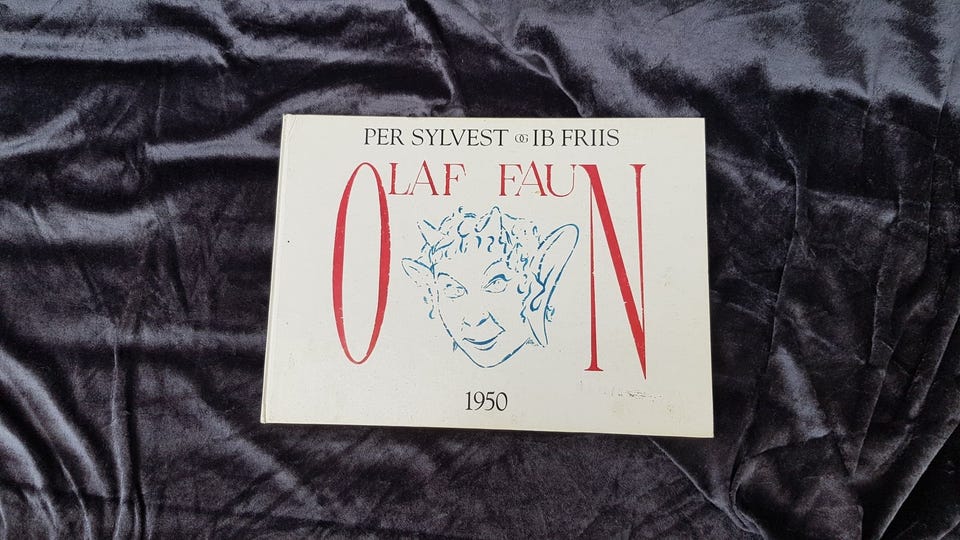 PER SYLVEST OG IB FRIIS
OLAF FAUN
1950